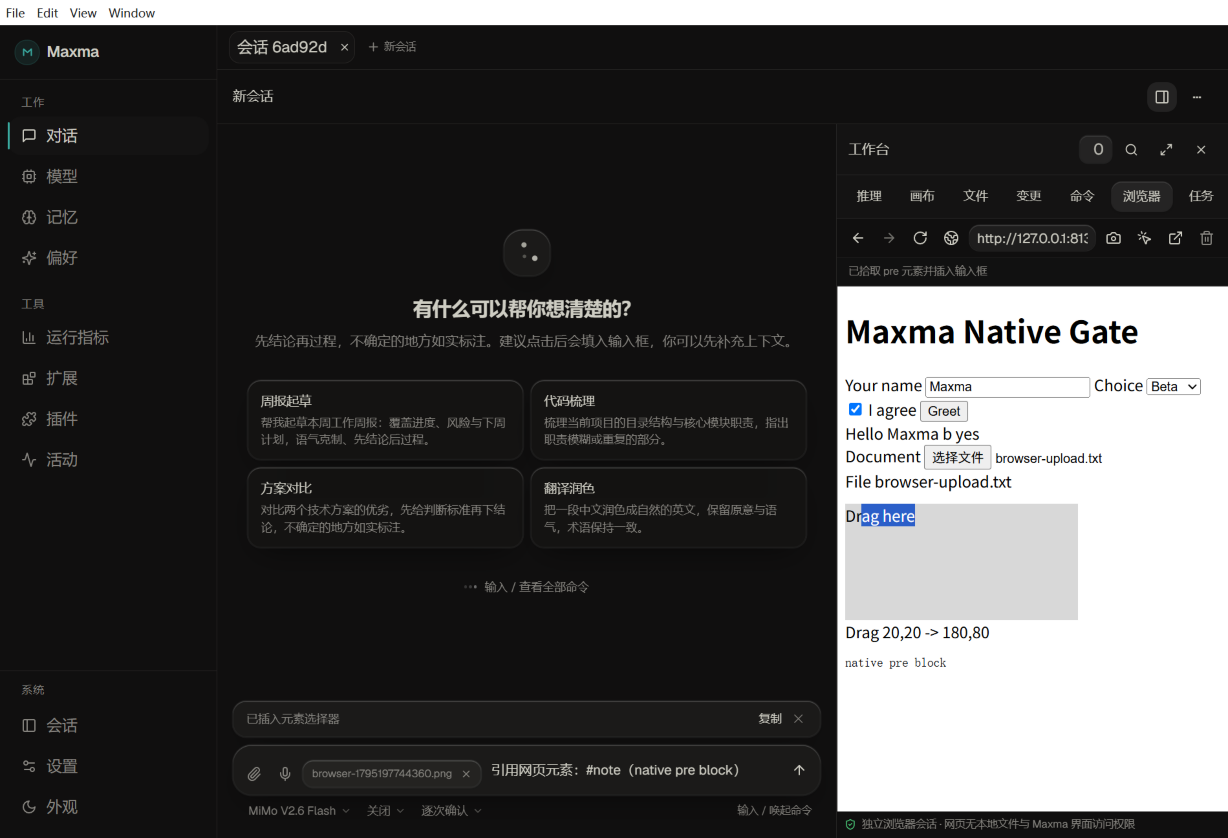 File Edit View Window
Maxma
会话 6ad92d × + 新会话
新会话
工作
对话
模型
记忆
偏好
工具
运行指标
扩展
插件
活动
系统
会话
设置
外观
有什么可以帮你想清楚的?
先结论再过程，不确定的地方如实标注。建议点击后会填入输入框，你可以先补充上下文。
周报起草
帮我起草本周工作周报：覆盖进度、风险与下周
计划，语气克制、先结论后过程。
代码梳理
梳理当前项目的目录结构与核心模块职责，指出
职责模糊或重复的部分。
方案对比
对比两个技术方案的优劣，先给判断标准再下结
论，不确定的地方如实标注。
翻译润色
把一段中文润色成自然的英文，保留原意与语
气，术语保持一致。
输入 / 查看全部命令
已插入元素选择器 复制
browser-1795197744360.png × 引用网页元素：#note（native pre block）
MiMo V2.6 Flash 关闭 逐次确认 输入 / 唤起命令
工作台 0
推理 画布 文件 变更 命令 浏览器 任务
http://127.0.0.1:813
已拾取 pre 元素并插入输入框
Maxma Native Gate
Your name Maxma Choice Beta
I agree Greet
Hello Maxma b yes
Document 选择文件 browser-upload.txt
File browser-upload.txt
Drag here
Drag 20,20 -> 180,80
native pre block
独立浏览器会话 · 网页无本地文件与 Maxma 界面访问权限